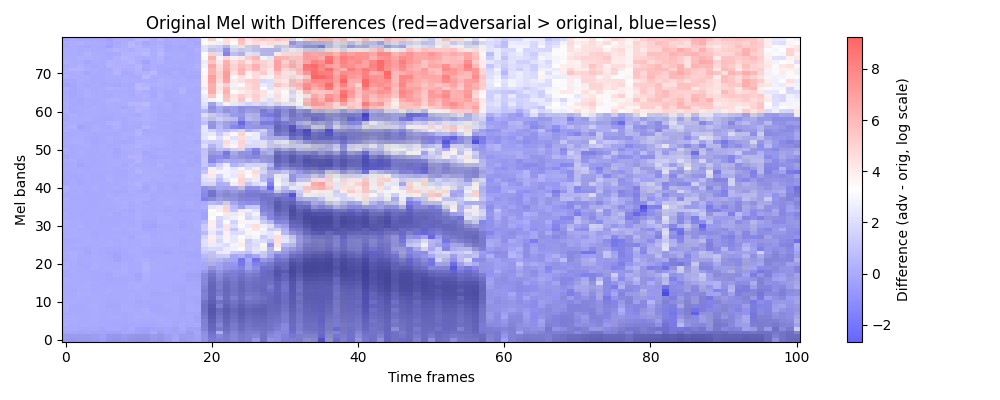 Original Mel with Differences (red=adversarial > original, blue=less)
Mel bands
70
60
50
40
30
20
10
0
0 20 40 60 80 100
Time frames
8
6
4
2
0
−2
Difference (adv - orig, log scale)